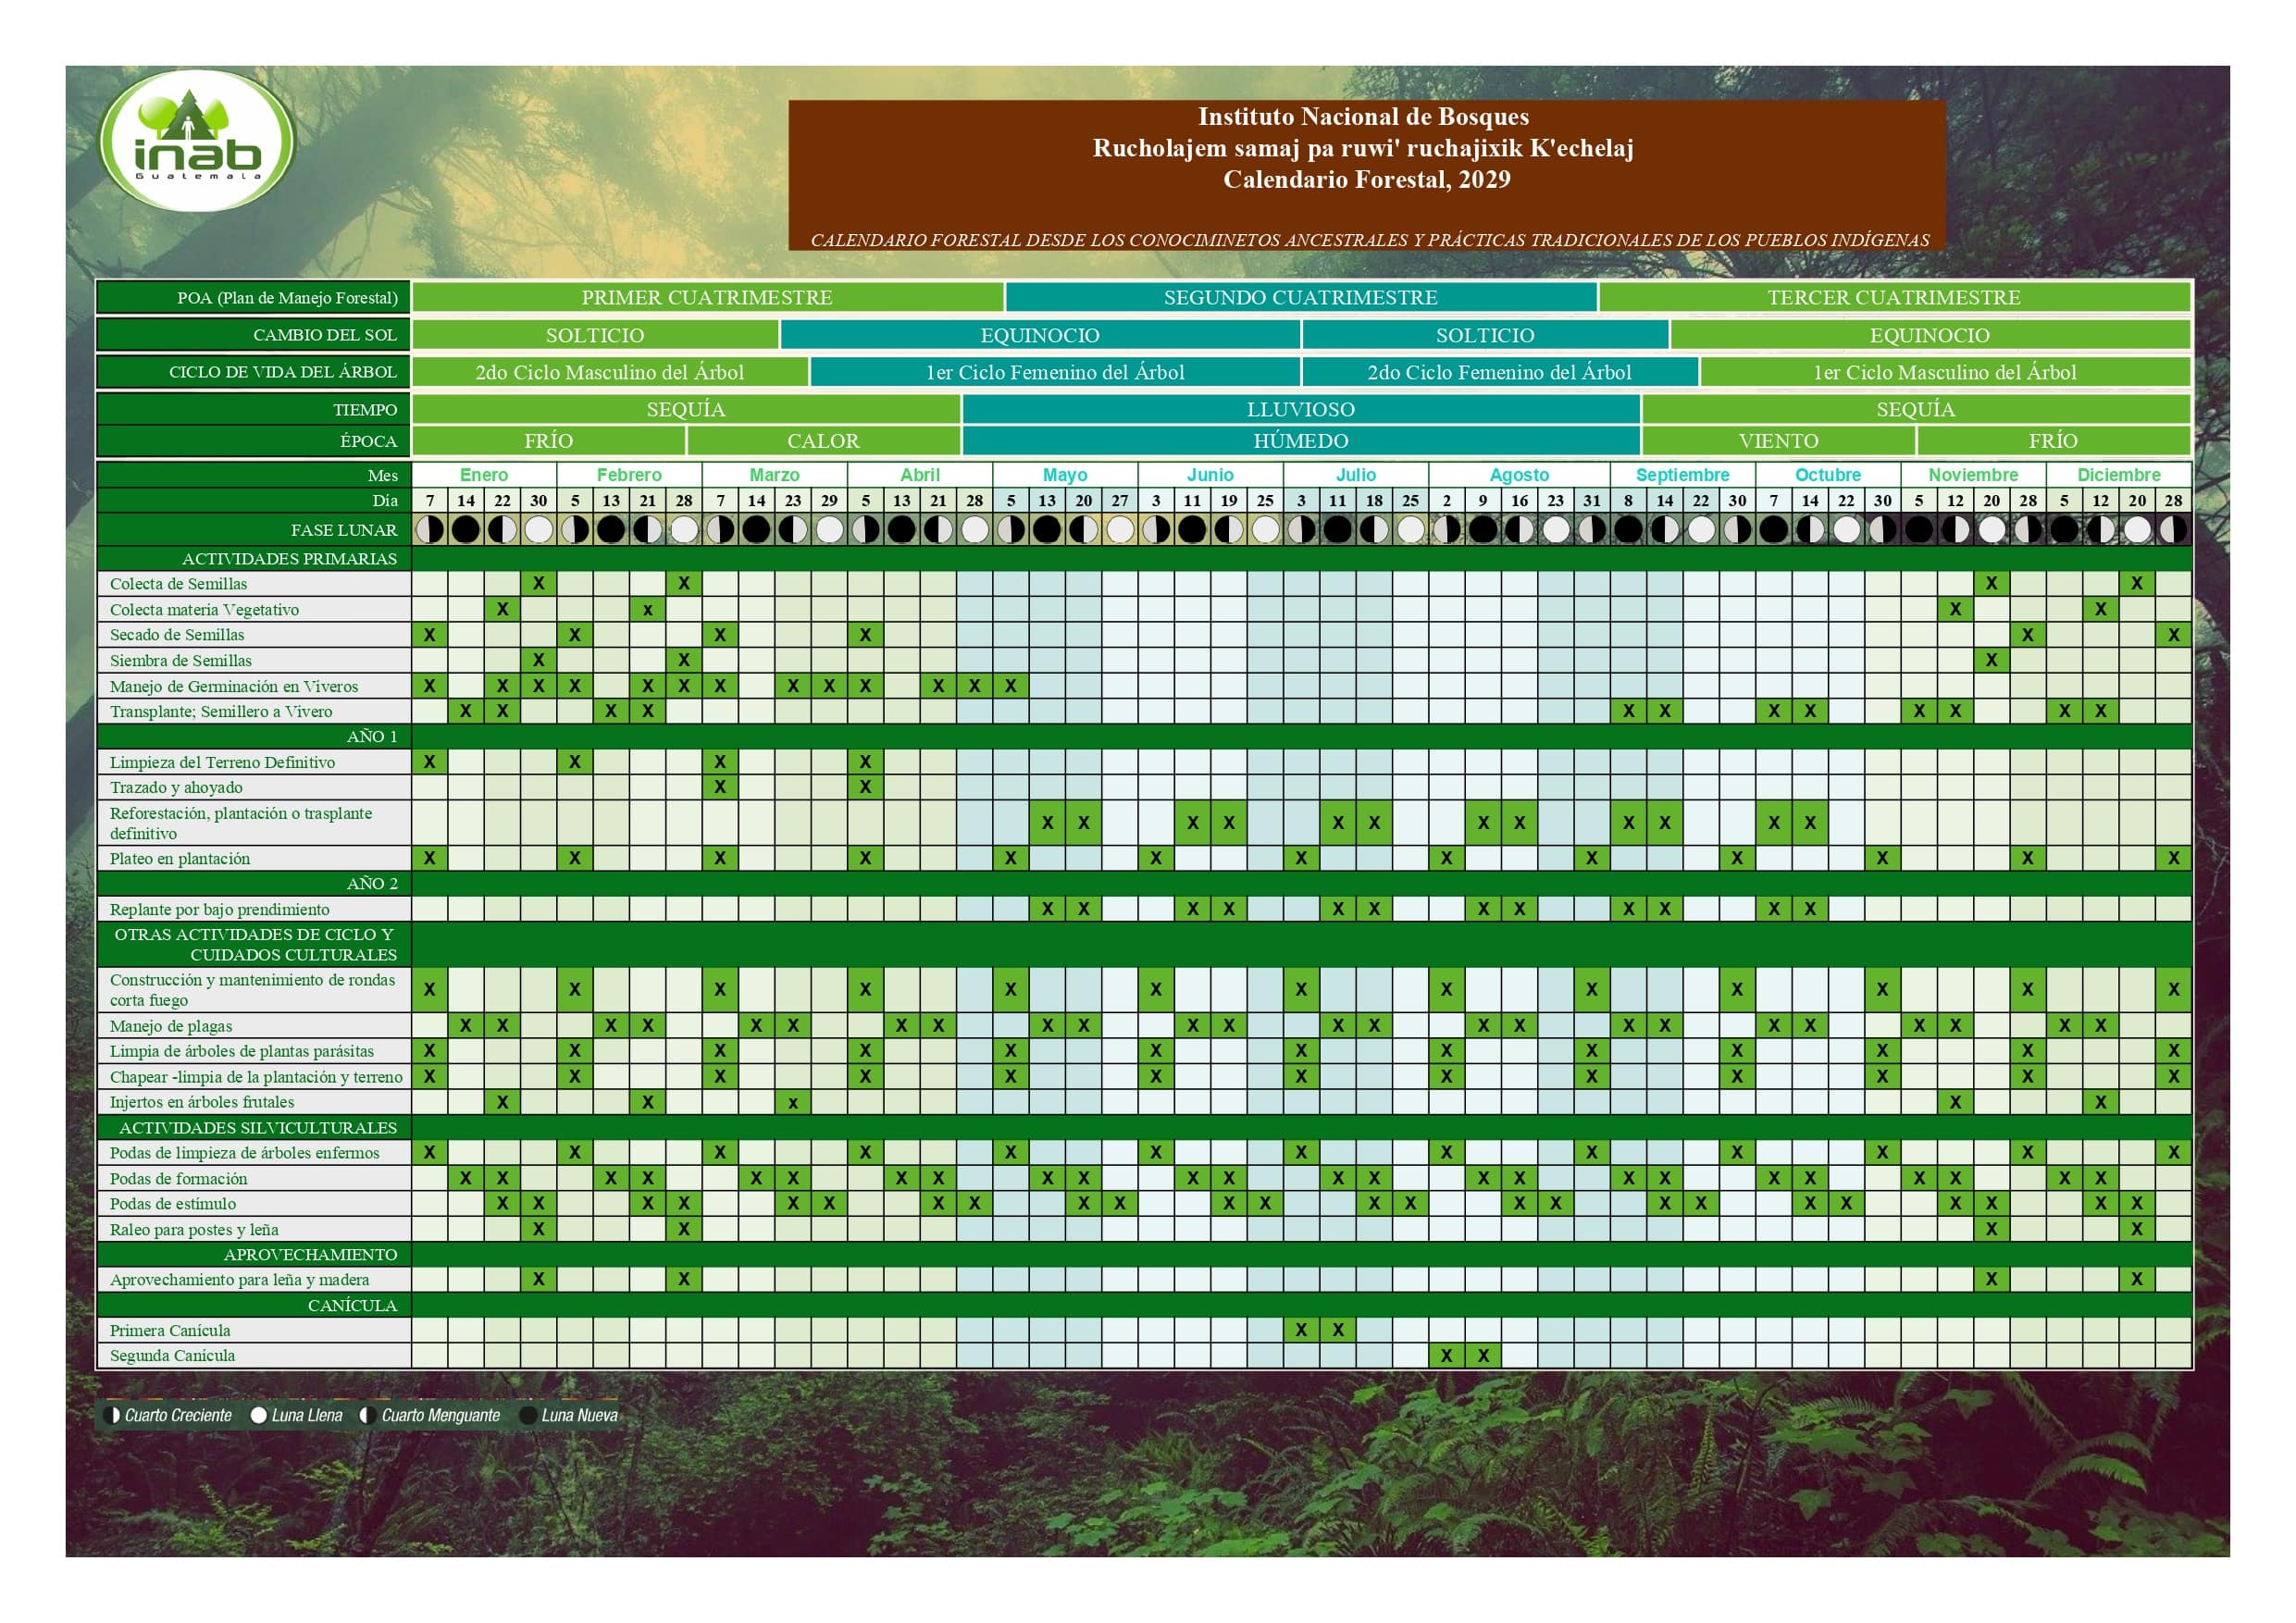 inab
Guatemala
Instituto Nacional de Bosques
Rucholajem samaj pa ruwi' ruchajixik K'echelaj
Calendario Forestal, 2029
CALENDARIO FORESTAL DESDE LOS CONOCIMINETOS ANCESTRALES Y PRÁCTICAS TRADICIONALES DE LOS PUEBLOS INDÍGENAS
POA (Plan de Manejo Forestal) PRIMER CUATRIMESTRE SEGUNDO CUATRIMESTRE TERCER CUATRIMESTRE
CAMBIO DEL SOL SOLTICIO EQUINOCIO SOLTICIO EQUINOCIO
CICLO DE VIDA DEL ÁRBOL 2do Ciclo Masculino del Árbol 1er Ciclo Femenino del Árbol 2do Ciclo Femenino del Árbol 1er Ciclo Masculino del Árbol
TIEMPO SEQUÍA LLUVIOSO SEQUÍA
ÉPOCA FRÍO CALOR HÚMEDO VIENTO FRÍO
Mes Enero Febrero Marzo Abril Mayo Junio Julio Agosto Septiembre Octubre Noviembre Diciembre
Día 7 14 22 30 5 13 21 28 7 14 23 29 5 13 21 28 5 13 20 27 3 11 19 25 3 11 18 25 2 9 16 23 31 8 14 22 30 7 14 22 30 5 12 20 28 5 12 20 28
FASE LUNAR
ACTIVIDADES PRIMARIAS
Colecta de Semillas X X X X
Colecta materia Vegetativo X x X X
Secado de Semillas X X X X X X
Siembra de Semillas X X X
Manejo de Germinación en Viveros X X X X X X X X X X X X X
Transplante; Semillero a Vivero X X X X X X X X X X X X
AÑO 1
Limpieza del Terreno Definitivo X X X X
Trazado y ahoyado X X
Reforestación, plantación o trasplante
definitivo X X X X X X X X X X X X
Plateo en plantación X X X X X X X X X X X X X
AÑO 2
Replante por bajo prendimiento X X X X X X X X X X X X
OTRAS ACTIVIDADES DE CICLO Y
CUIDADOS CULTURALES
Construcción y mantenimiento de rondas
corta fuego X X X X X X X X X X X X X
Manejo de plagas X X X X X X X X X X X X X X X X X X X X X X X X
Limpia de árboles de plantas parásitas X X X X X X X X X X X X X
Chapear -limpia de la plantación y terreno X X X X X X X X X X X X X
Injertos en árboles frutales X X x X X
ACTIVIDADES SILVICULTURALES
Podas de limpieza de árboles enfermos X X X X X X X X X X X X X
Podas de formación X X X X X X X X X X X X X X X X X X X X X X X X
Podas de estímulo X X X X X X X X X X X X X X X X X X X X X X X X
Raleo para postes y leña X X X X
APROVECHAMIENTO
Aprovechamiento para leña y madera X X X X
CANÍCULA
Primera Canícula X X
Segunda Canícula X X
Cuarto Creciente Luna Llena Cuarto Menguante Luna Nueva